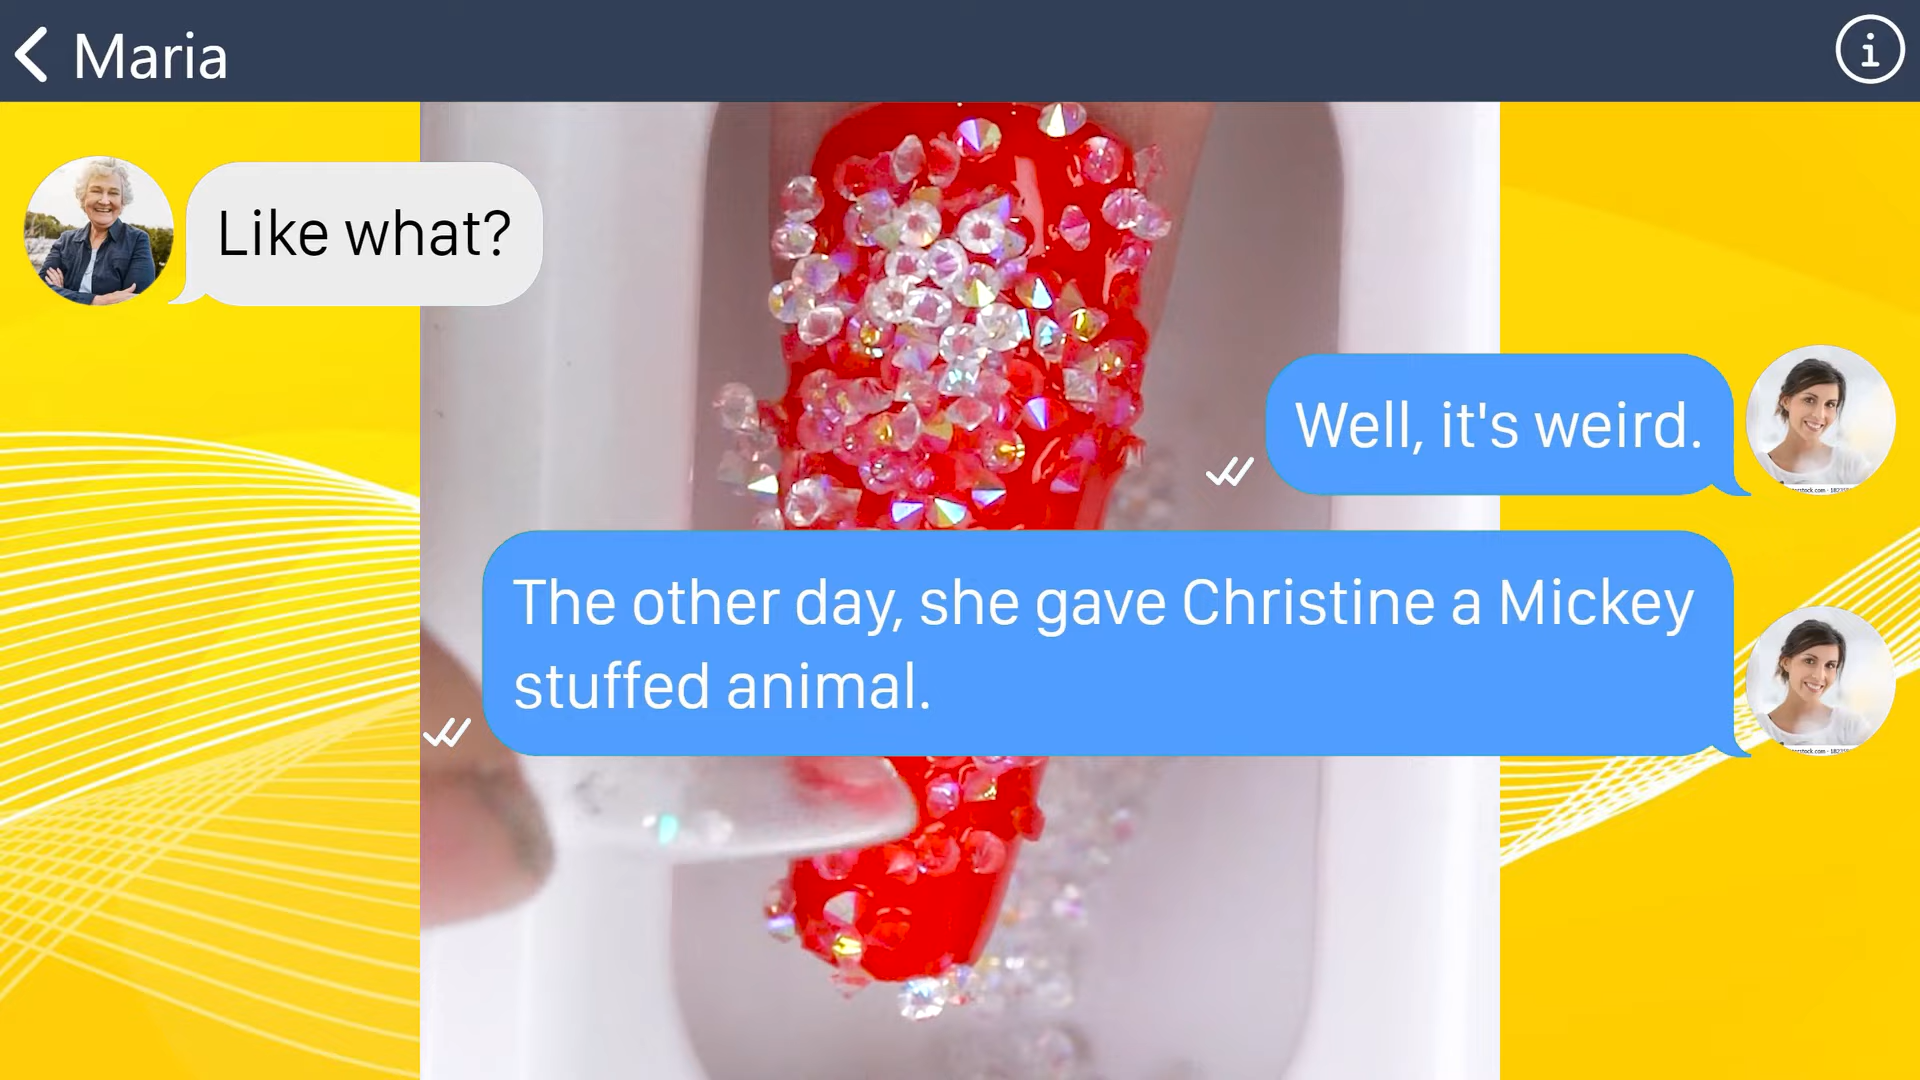 Maria
Like what?
Well, it's weird.
The other day, she gave Christine a Mickey
stuffed animal.